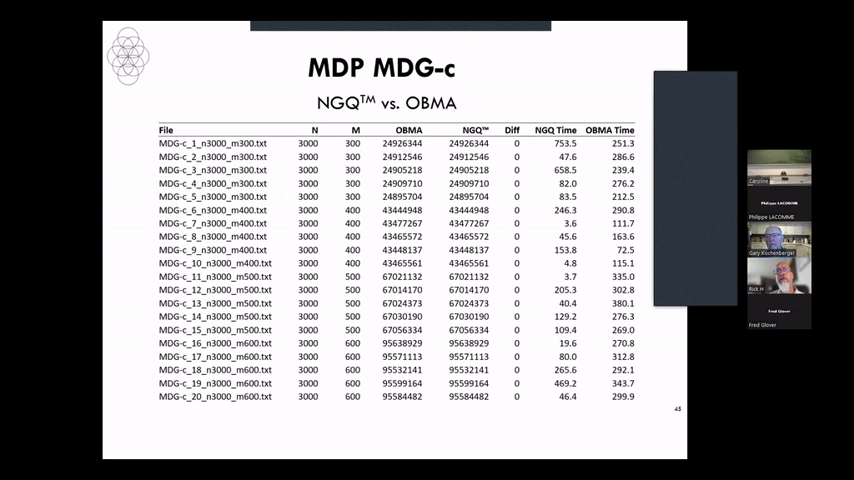 MDP MDG-c
NGQ™ vs. OBMA
File N M OBMA NGQ™ Diff NGQ Time OBMA Time
MDG-c_1_n3000_m300.txt 3000 300 24926344 24926344 0 753.5 251.3
MDG-c_2_n3000_m300.txt 3000 300 24912546 24912546 0 47.6 286.6
MDG-c_3_n3000_m300.txt 3000 300 24905218 24905218 0 658.5 239.4
MDG-c_4_n3000_m300.txt 3000 300 24909710 24909710 0 82.0 276.2
MDG-c_5_n3000_m300.txt 3000 300 24895704 24895704 0 83.5 212.5
MDG-c_6_n3000_m400.txt 3000 400 43444948 43444948 0 246.3 290.8
MDG-c_7_n3000_m400.txt 3000 400 43477267 43477267 0 3.6 111.7
MDG-c_8_n3000_m400.txt 3000 400 43465572 43465572 0 45.6 163.6
MDG-c_9_n3000_m400.txt 3000 400 43448137 43448137 0 153.8 72.5
MDG-c_10_n3000_m400.txt 3000 400 43465561 43465561 0 4.8 115.1
MDG-c_11_n3000_m500.txt 3000 500 67021132 67021132 0 3.7 335.0
MDG-c_12_n3000_m500.txt 3000 500 67014170 67014170 0 205.3 302.8
MDG-c_13_n3000_m500.txt 3000 500 67024373 67024373 0 40.4 380.1
MDG-c_14_n3000_m500.txt 3000 500 67030190 67030190 0 129.2 276.3
MDG-c_15_n3000_m500.txt 3000 500 67056334 67056334 0 109.4 269.0
MDG-c_16_n3000_m600.txt 3000 600 95638929 95638929 0 19.6 270.8
MDG-c_17_n3000_m600.txt 3000 600 95571113 95571113 0 80.0 312.8
MDG-c_18_n3000_m600.txt 3000 600 95532141 95532141 0 265.6 292.1
MDG-c_19_n3000_m600.txt 3000 600 95599164 95599164 0 469.2 343.7
MDG-c_20_n3000_m600.txt 3000 600 95584482 95584482 0 46.4 299.9
45
Caroline
Philippe LACOMME
Philippe LACOMME
Gary Kochenberger
Rick H
Fred Glover
Fred Glover